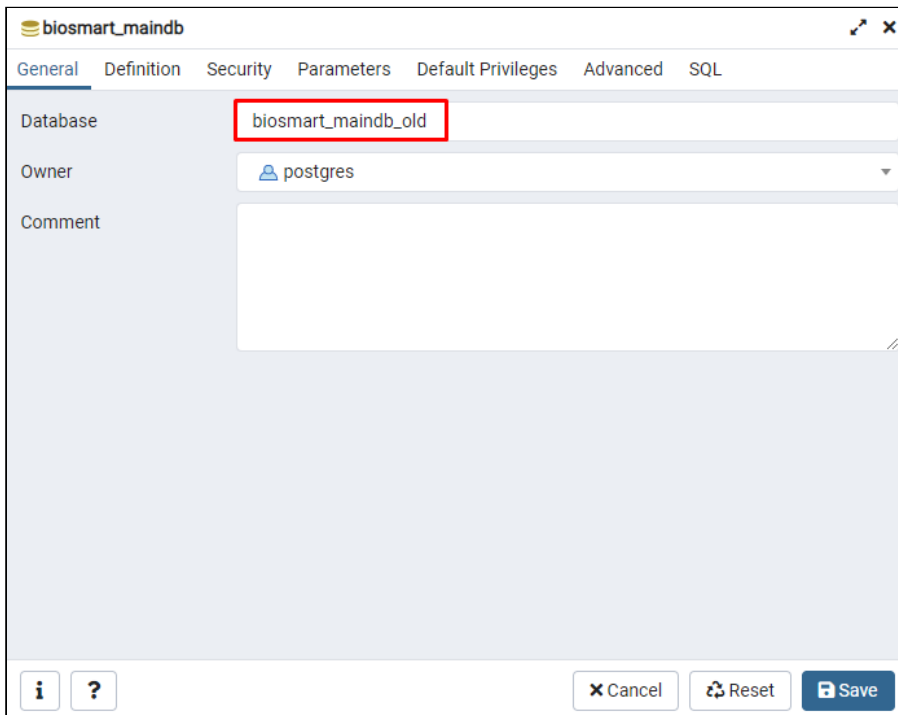 biosmart_maindb
General Definition Security Parameters Default Privileges Advanced SQL
Database biosmart_maindb_old
Owner postgres
Comment
i ? Cancel Reset Save